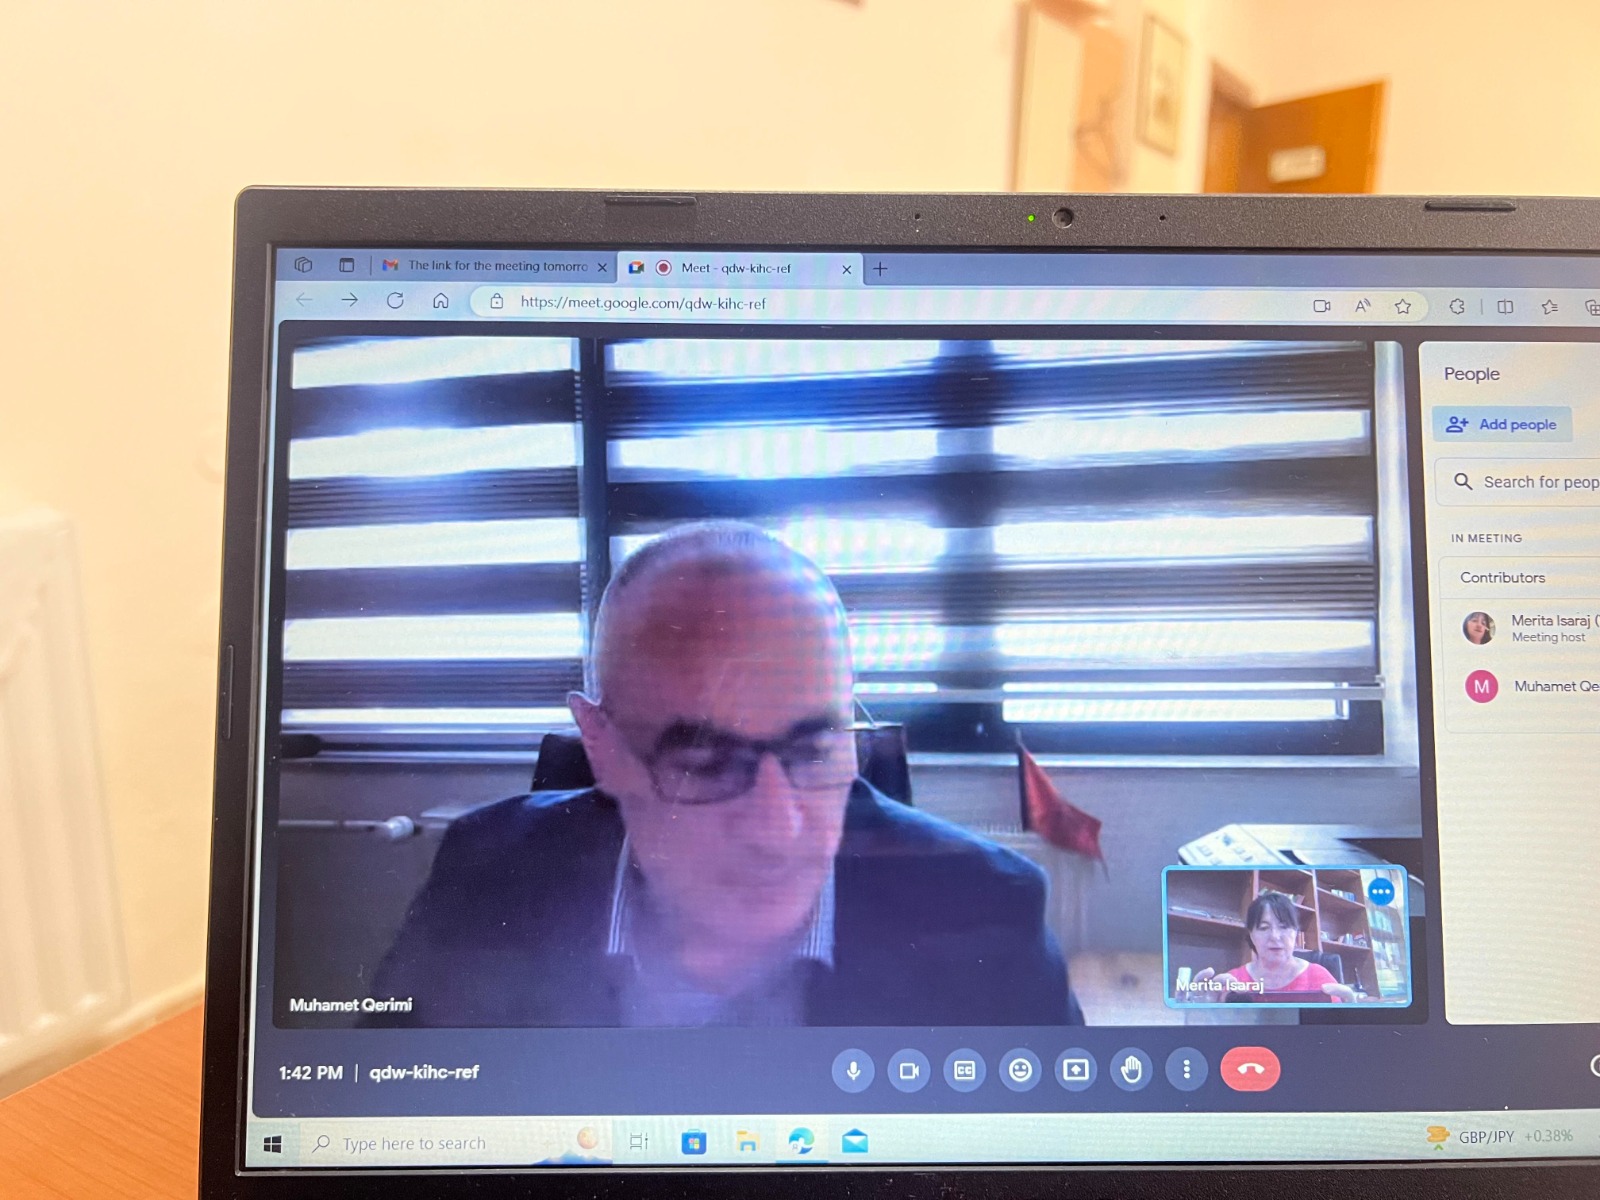 The link for the meeting tomorro
Meet - qdw-kihc-ref
https://meet.google.com/qdw-kihc-ref
People
Add people
Search for peop
IN MEETING
Contributors
Merita Isaraj (
Meeting host
M
Muhamet Qe
Muhamet Qerimi
Merita Isaraj
1:42 PM | qdw-kihc-ref
CC
Type here to search
GBP/JPY +0.38%